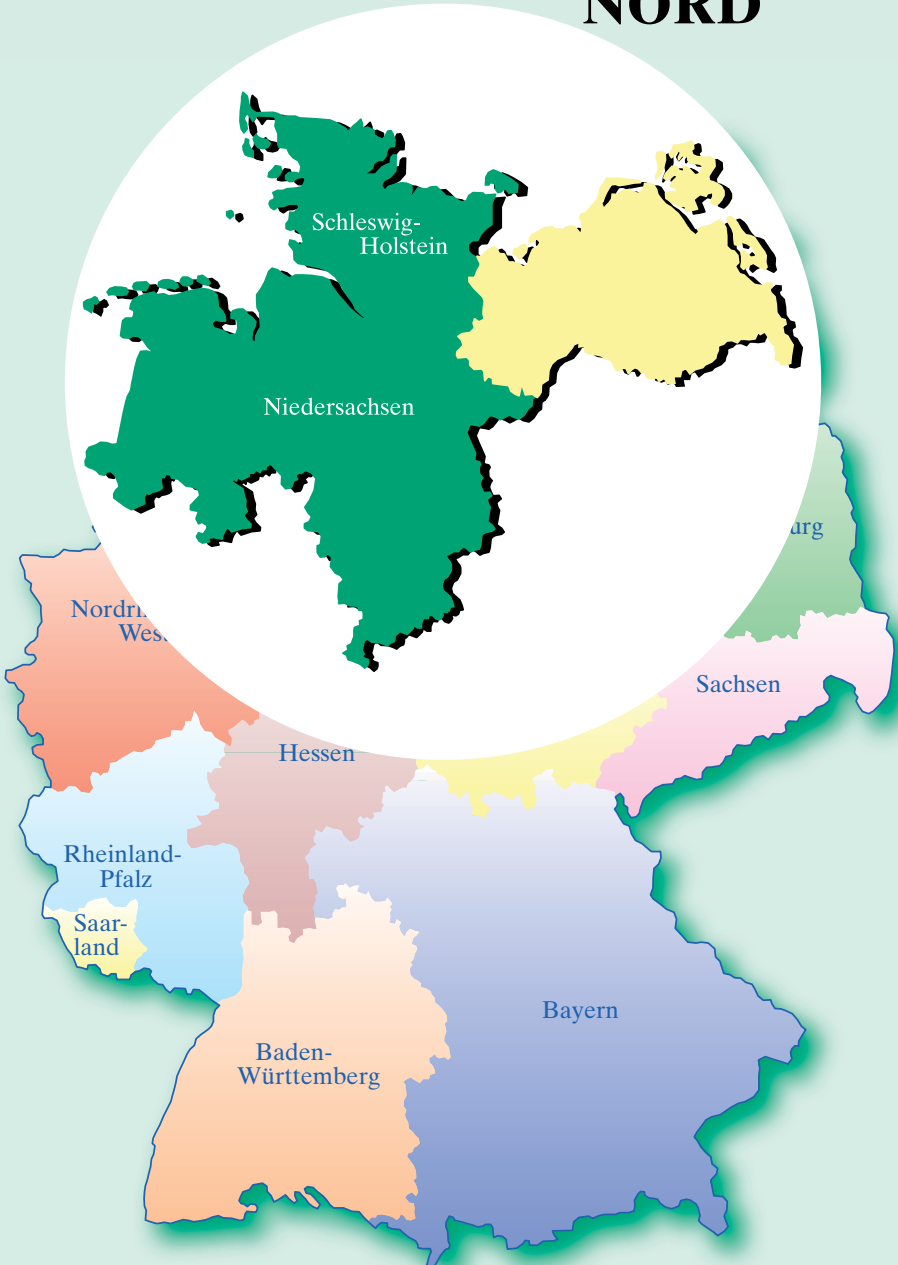 NORD
Schleswig-
Holstein
Niedersachsen
Sachsen
Hessen
Rheinland-
Pfalz
Saar-
land
Bayern
Baden-
Württemberg